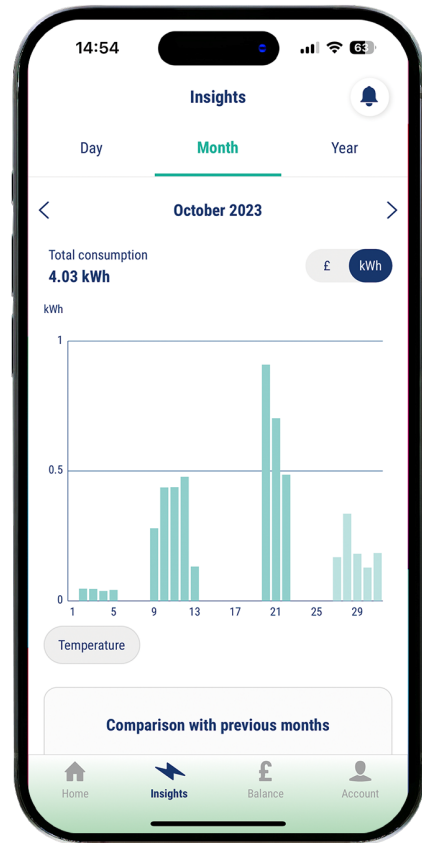 14:54
63
Insights
Day Month Year
October 2023
Total consumption
4.03 kWh
£ kWh
kWh
1
0.5
0
1 5 9 13 17 21 25 29
Temperature
Comparison with previous months
Home Insights Balance Account